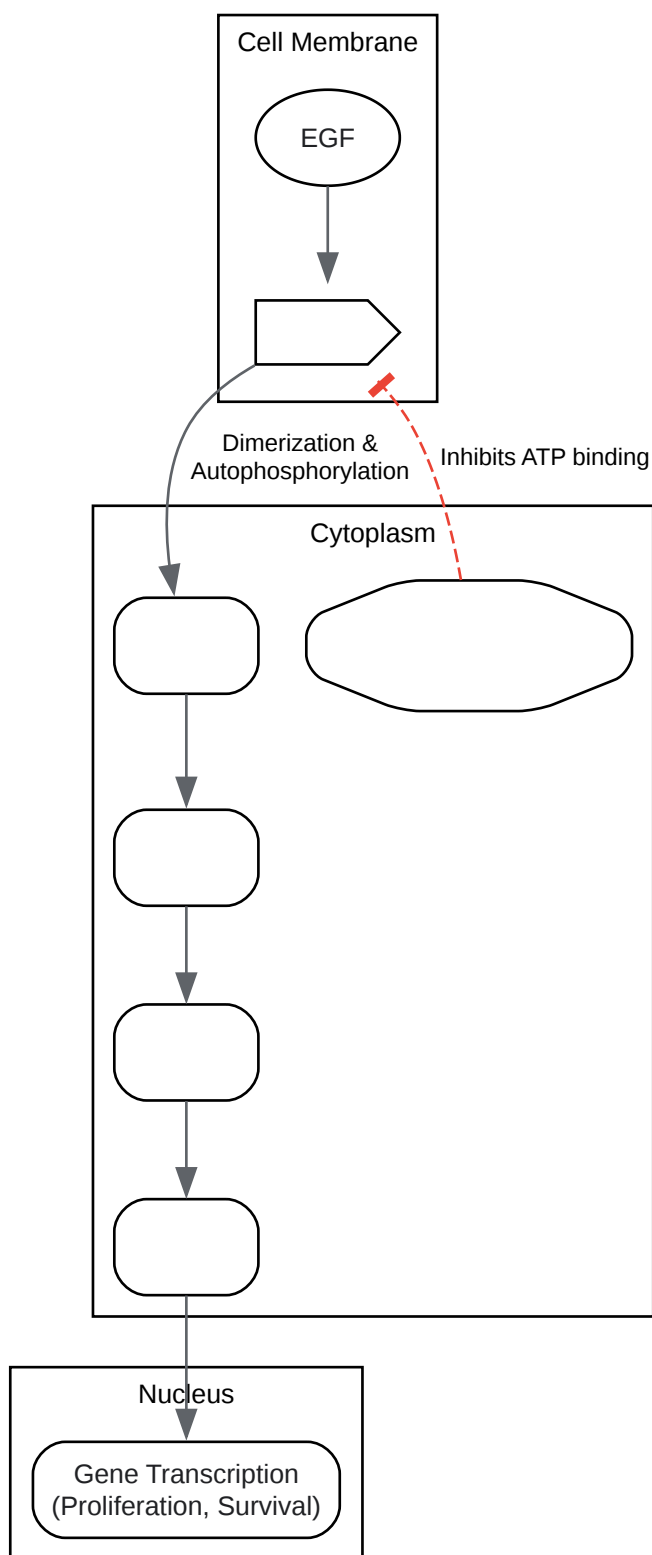 Cell Membrane
EGF
Dimerization &
Autophosphorylation
Inhibits ATP binding
Cytoplasm
Nucleus
Gene Transcription
(Proliferation, Survival)